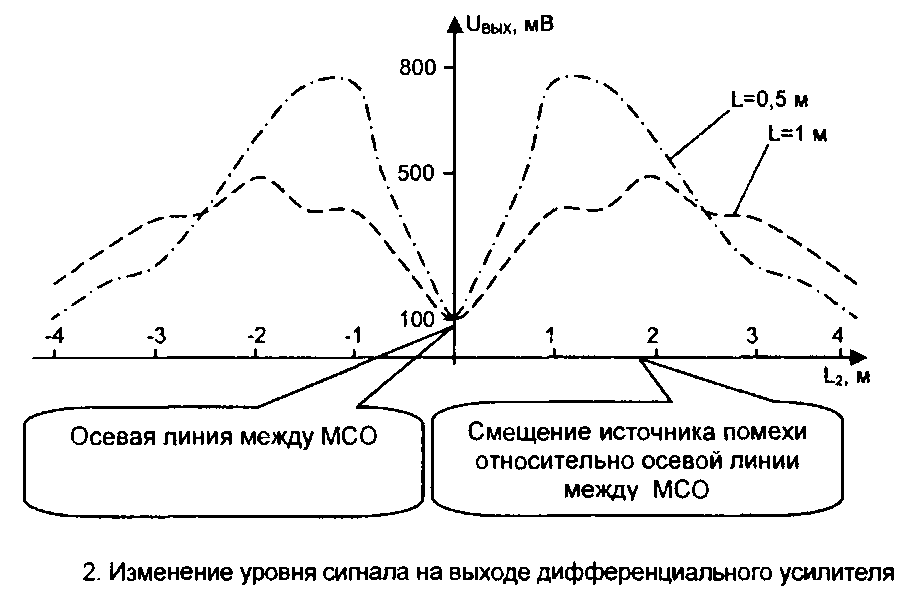 Uвых, мВ
800
L=0,5 м
L=1 м
500
100
-4 -3 -2 -1 1 2 3 4
L2, м
Осевая линия между МСО
Смещение источника помехи
относительно осевой линии
между МСО
2. Изменение уровня сигнала на выходе дифференциального усилителя